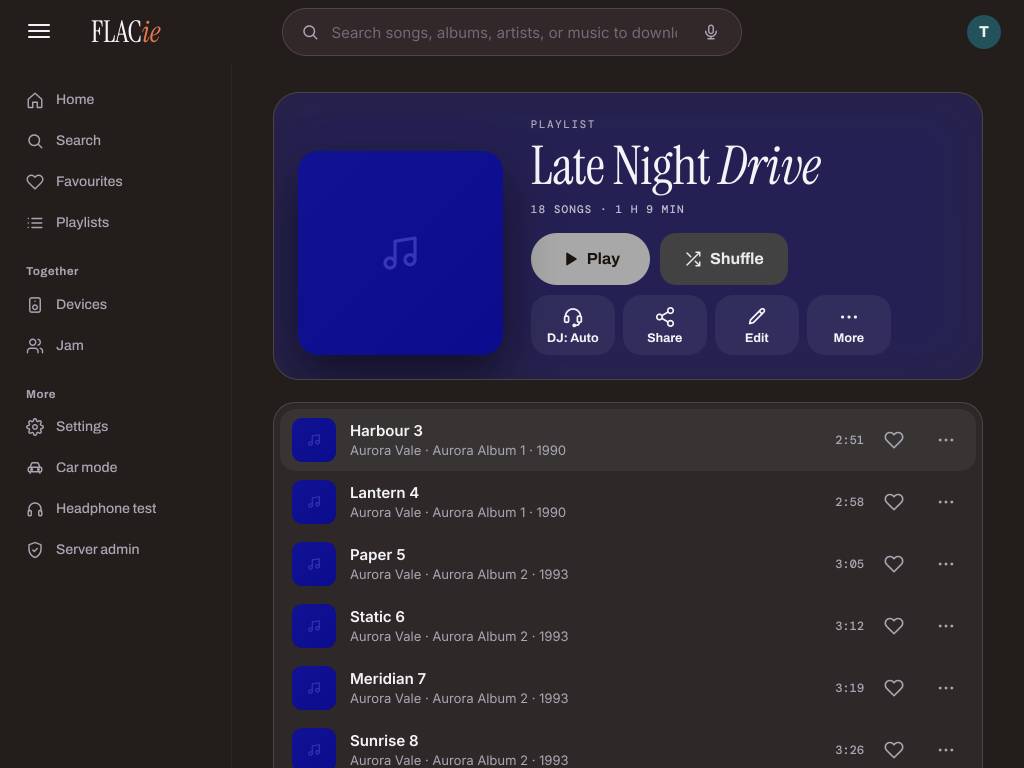 FLACie
Search songs, albums, artists, or music to downl
T
Home
Search
Favourites
Playlists
Together
Devices
Jam
More
Settings
Car mode
Headphone test
Server admin
PLAYLIST
Late Night Drive
18 SONGS · 1 H 9 MIN
Play
Shuffle
DJ: Auto
Share
Edit
More
Harbour 3
Aurora Vale · Aurora Album 1 · 1990
2:51
Lantern 4
Aurora Vale · Aurora Album 1 · 1990
2:58
Paper 5
Aurora Vale · Aurora Album 2 · 1993
3:05
Static 6
Aurora Vale · Aurora Album 2 · 1993
3:12
Meridian 7
Aurora Vale · Aurora Album 2 · 1993
3:19
Sunrise 8
Aurora Vale · Aurora Album 2 · 1993
3:26